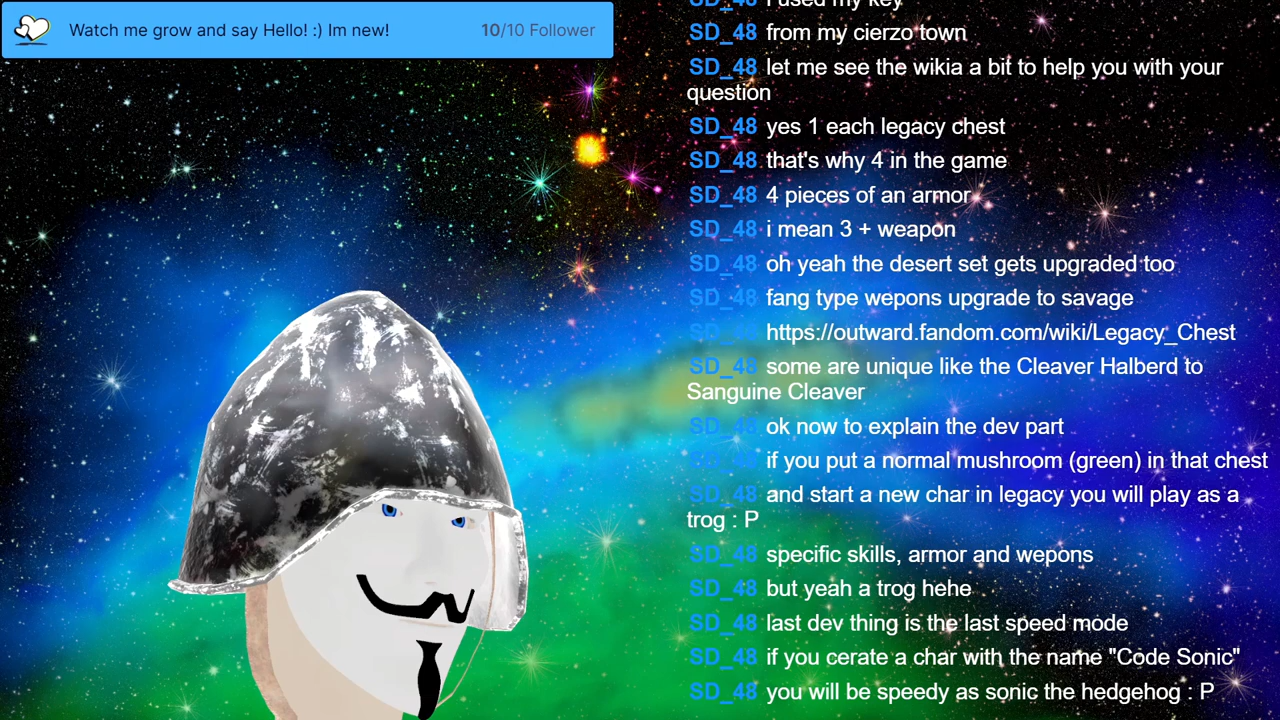 Watch me grow and say Hello! :) Im new! 10/10 Follower
SD_48 I used my key
SD_48 from my cierzo town
SD_48 let me see the wikia a bit to help you with your
question
SD_48 yes 1 each legacy chest
SD_48 that's why 4 in the game
SD_48 4 pieces of an armor
SD_48 i mean 3 + weapon
SD_48 oh yeah the desert set gets upgraded too
SD_48 fang type wepons upgrade to savage
SD_48 https://outward.fandom.com/wiki/Legacy_Chest
SD_48 some are unique like the Cleaver Halberd to
Sanguine Cleaver
SD_48 ok now to explain the dev part
SD_48 if you put a normal mushroom (green) in that chest
SD_48 and start a new char in legacy you will play as a
trog : P
SD_48 specific skills, armor and wepons
SD_48 but yeah a trog hehe
SD_48 last dev thing is the last speed mode
SD_48 if you cerate a char with the name "Code Sonic"
SD_48 you will be speedy as sonic the hedgehog : P